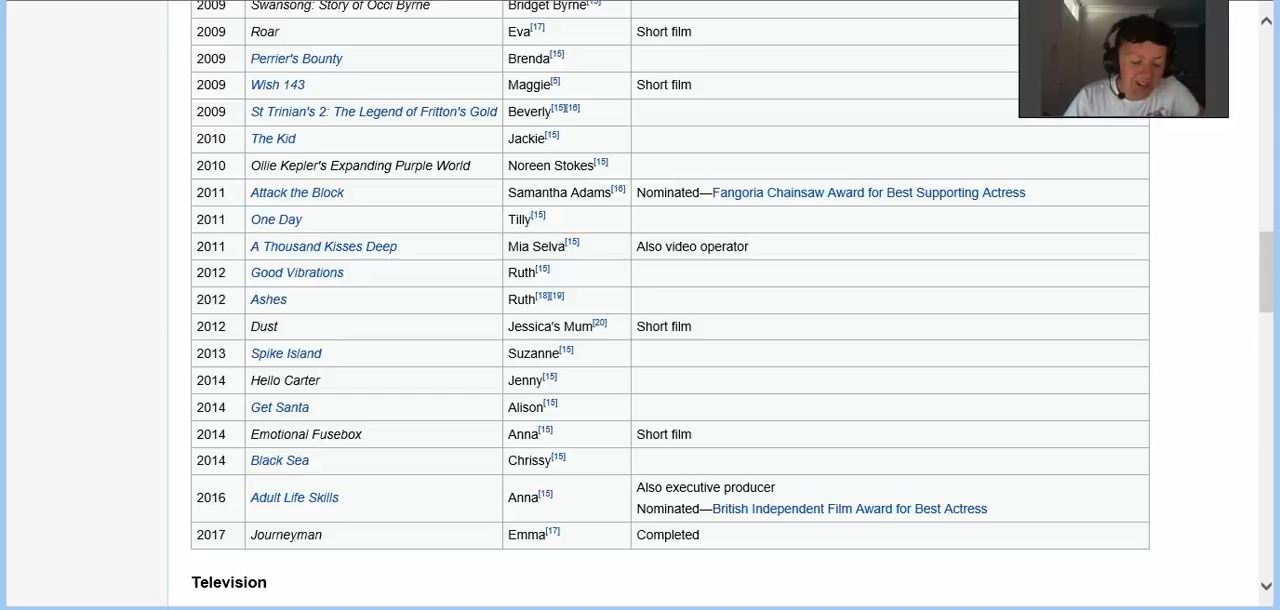 2009 Swansong: Story of Occi Byrne Bridget Byrne[15]
2009 Roar Eva[17] Short film
2009 Perrier's Bounty Brenda[15]
2009 Wish 143 Maggie[5] Short film
2009 St Trinian's 2: The Legend of Fritton's Gold Beverly[15][16]
2010 The Kid Jackie[15]
2010 Ollie Kepler's Expanding Purple World Noreen Stokes[15]
2011 Attack the Block Samantha Adams[16] Nominated—Fangoria Chainsaw Award for Best Supporting Actress
2011 One Day Tilly[15]
2011 A Thousand Kisses Deep Mia Selva[15] Also video operator
2012 Good Vibrations Ruth[15]
2012 Ashes Ruth[18][19]
2012 Dust Jessica's Mum[20] Short film
2013 Spike Island Suzanne[15]
2014 Hello Carter Jenny[15]
2014 Get Santa Alison[15]
2014 Emotional Fusebox Anna[15] Short film
2014 Black Sea Chrissy[15]
2016 Adult Life Skills Anna[15] Also executive producer
Nominated—British Independent Film Award for Best Actress
2017 Journeyman Emma[17] Completed
Television